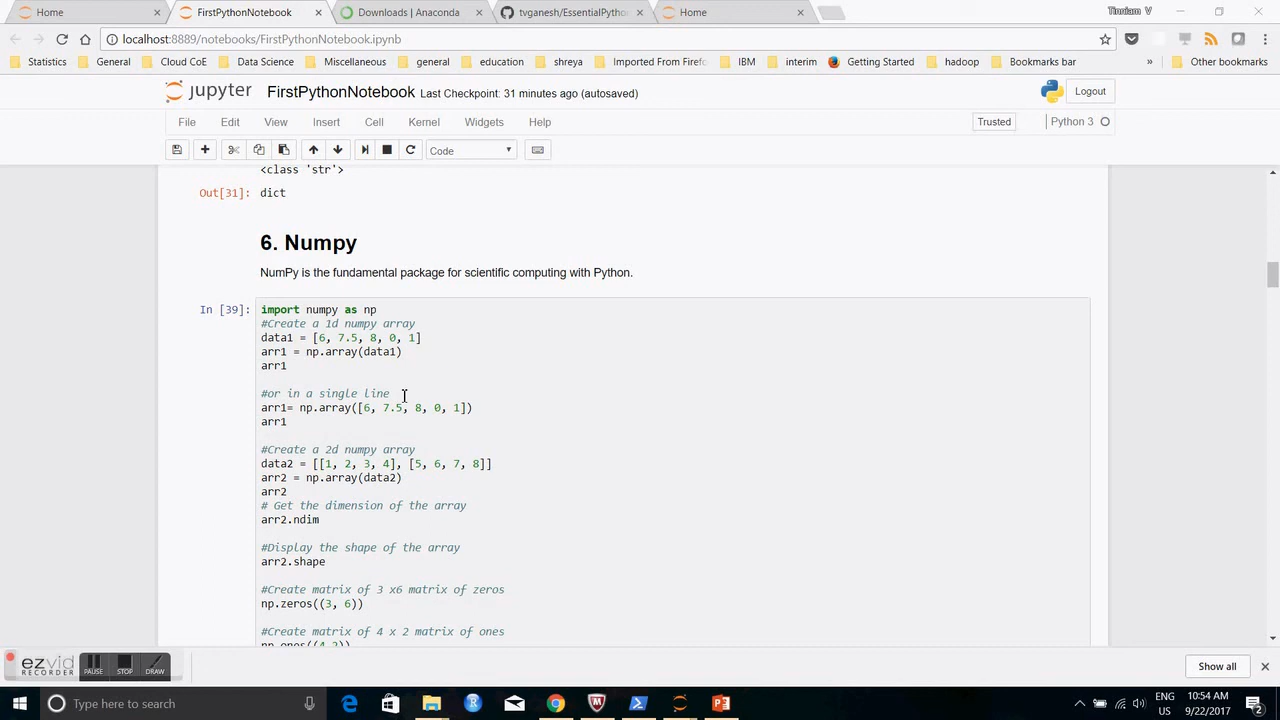 Home
FirstPythonNotebook
Downloads | Anaconda
tvganesh/EssentialPython
Home
Tinniam V
localhost:8889/notebooks/FirstPythonNotebook.ipynb
Statistics General Cloud CoE Data Science Miscellaneous general education shreya Imported From Firefo IBM interim Getting Started hadoop Bookmarks bar » Other bookmarks
jupyter FirstPythonNotebook Last Checkpoint: 31 minutes ago (autosaved) Logout
File Edit View Insert Cell Kernel Widgets Help Trusted Python 3
Code
<class 'str'>
Out[31]: dict
6. Numpy
NumPy is the fundamental package for scientific computing with Python.
In [39]: import numpy as np
#Create a 1d numpy array
data1 = [6, 7.5, 8, 0, 1]
arr1 = np.array(data1)
arr1
#or in a single line
arr1= np.array([6, 7.5, 8, 0, 1])
arr1
#Create a 2d numpy array
data2 = [[1, 2, 3, 4], [5, 6, 7, 8]]
arr2 = np.array(data2)
arr2
# Get the dimension of the array
arr2.ndim
#Display the shape of the array
arr2.shape
#Create matrix of 3 x6 matrix of zeros
np.zeros((3, 6))
#Create matrix of 4 x 2 matrix of ones
np.ones((4,2))
ezvid
RECORDER
PAUSE STOP DRAW
Show all
Type here to search
ENG
US
10:54 AM
9/22/2017